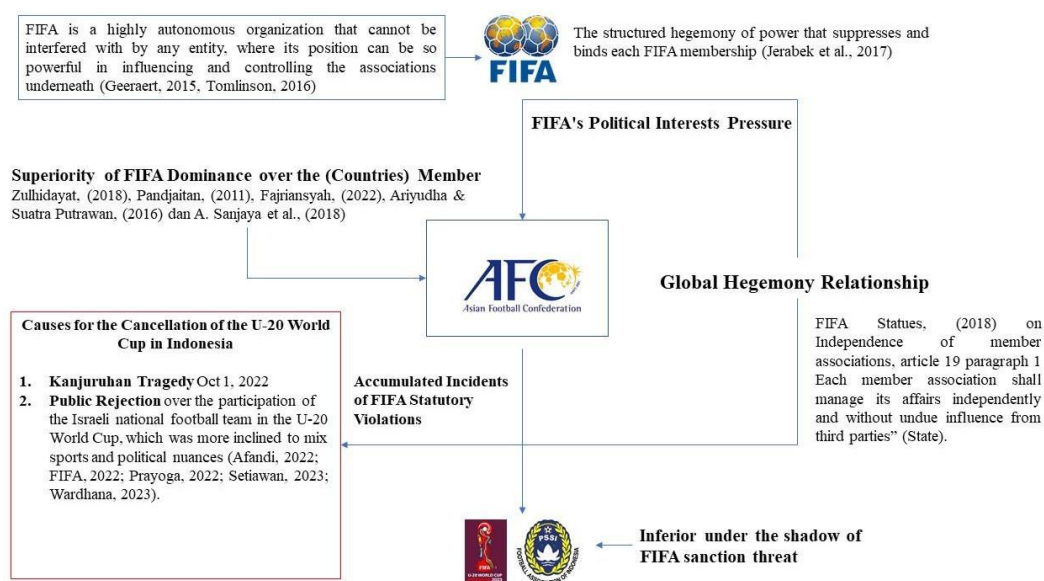 FIFA is a highly autonomous organization that cannot be
interfered with by any entity, where its position can be so
powerful in influencing and controlling the associations
underneath (Geeraert, 2015, Tomlinson, 2016)
FIFA
The structured hegemony of power that suppresses and
binds each FIFA membership (Jerabek et al., 2017)
FIFA's Political Interests Pressure
Superiority of FIFA Dominance over the (Countries) Member
Zulhidayat, (2018), Pandjaitan, (2011), Fajriansyah, (2022), Ariyudha &
Suatra Putrawan, (2016) dan A. Sanjaya et al., (2018)
AFC
Asian Football Confederation
Global Hegemony Relationship
FIFA Statues, (2018) on
Independence of member
associations, article 19 paragraph 1
Each member association shall
manage its affairs independently
and without undue influence from
third parties” (State).
Causes for the Cancellation of the U-20 World
Cup in Indonesia
1. Kanjuruhan Tragedy Oct 1, 2022
2. Public Rejection over the participation of
the Israeli national football team in the U-20
World Cup, which was more inclined to mix
sports and political nuances (Afandi, 2022;
FIFA, 2022; Prayoga, 2022; Setiawan, 2023;
Wardhana, 2023).
Accumulated Incidents
of FIFA Statutory
Violations
U-20 WORLD CUP
PSSI
FOOTBALL ASSOCIATION OF INDONESIA
Inferior under the shadow of
FIFA sanction threat